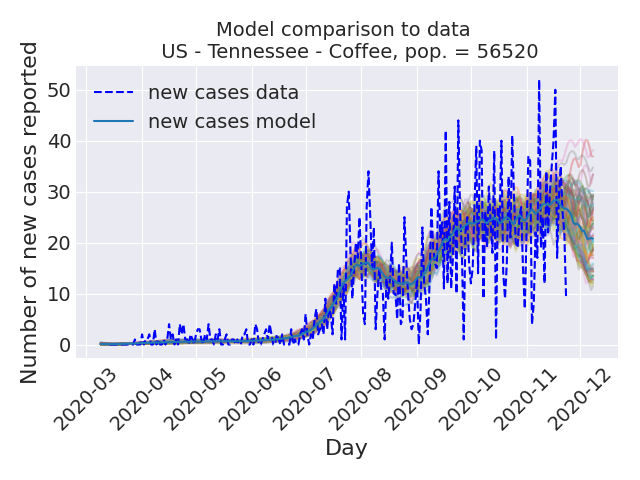 Model comparison to data
US - Tennessee - Coffee, pop. = 56520
new cases data
new cases model
Number of new cases reported
50
40
30
20
10
0
2020-03
2020-04
2020-05
2020-06
2020-07
2020-08
2020-09
2020-10
2020-11
2020-12
Day